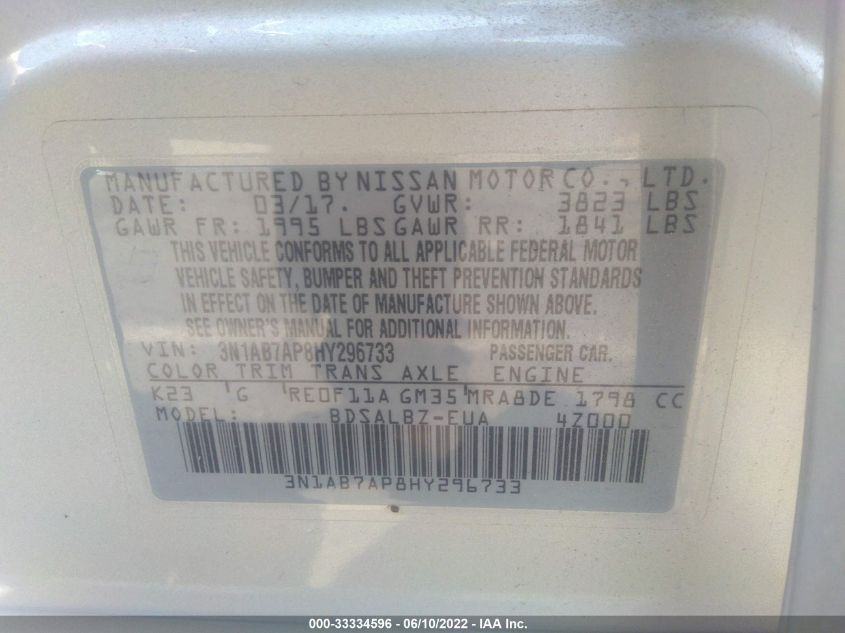 MANUFACTURED BY NISSAN MOTOR CO., LTD.
DATE: 03/17. GVWR: 3823 LBS
GAWR FR: 1995 LBS GAWR RR: 1841 LBS
THIS VEHICLE CONFORMS TO ALL APPLICABLE FEDERAL MOTOR
VEHICLE SAFETY, BUMPER AND THEFT PREVENTION STANDARDS
IN EFFECT ON THE DATE OF MANUFACTURE SHOWN ABOVE.
SEE OWNER'S MANUAL FOR ADDITIONAL INFORMATION.
VIN: 3N1AB7AP8HY296733 PASSENGER CAR.
COLOR TRIM TRANS AXLE ENGINE
K23 G RE0F11A GM35 MRA8DE 1798 CC
MODEL: BDSALBZ-EUA 4Z000
3N1AB7AP8HY296733
000-33334596 - 06/10/2022 - IAA Inc.